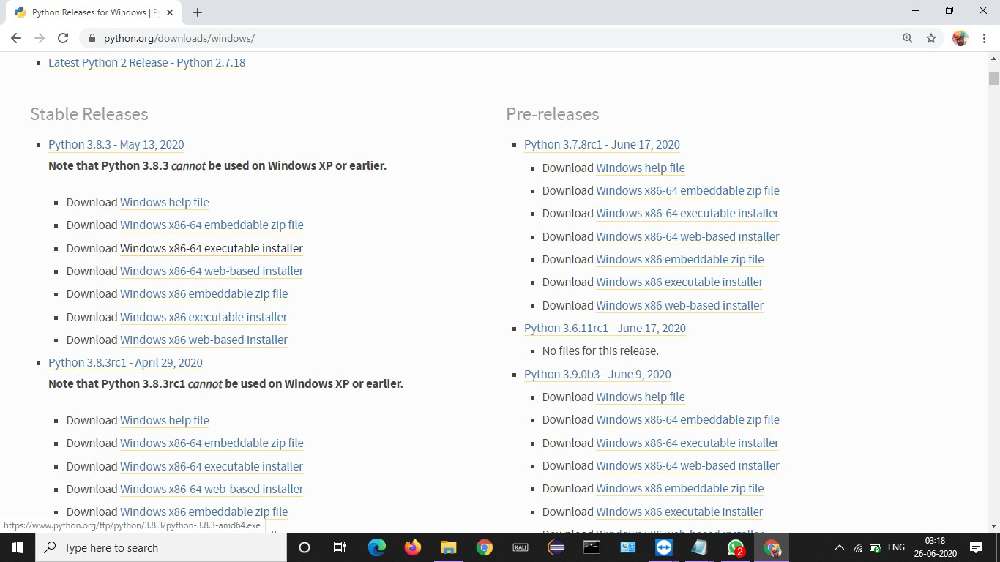 Python Releases for Windows | P
python.org/downloads/windows/
Latest Python 2 Release - Python 2.7.18
Stable Releases
Python 3.8.3 - May 13, 2020
Note that Python 3.8.3 cannot be used on Windows XP or earlier.
Download Windows help file
Download Windows x86-64 embeddable zip file
Download Windows x86-64 executable installer
Download Windows x86-64 web-based installer
Download Windows x86 embeddable zip file
Download Windows x86 executable installer
Download Windows x86 web-based installer
Python 3.8.3rc1 - April 29, 2020
Note that Python 3.8.3rc1 cannot be used on Windows XP or earlier.
Download Windows help file
Download Windows x86-64 embeddable zip file
Download Windows x86-64 executable installer
Download Windows x86-64 web-based installer
Download Windows x86 embeddable zip file
Pre-releases
Python 3.7.8rc1 - June 17, 2020
Download Windows help file
Download Windows x86-64 embeddable zip file
Download Windows x86-64 executable installer
Download Windows x86-64 web-based installer
Download Windows x86 embeddable zip file
Download Windows x86 executable installer
Download Windows x86 web-based installer
Python 3.6.11rc1 - June 17, 2020
No files for this release.
Python 3.9.0b3 - June 9, 2020
Download Windows help file
Download Windows x86-64 embeddable zip file
Download Windows x86-64 executable installer
Download Windows x86-64 web-based installer
Download Windows x86 embeddable zip file
Download Windows x86 executable installer
Download Windows x86 web-based installer
https://www.python.org/ftp/python/3.8.3/python-3.8.3-amd64.exe
Type here to search
KALI
2
ENG
03:18
26-06-2020